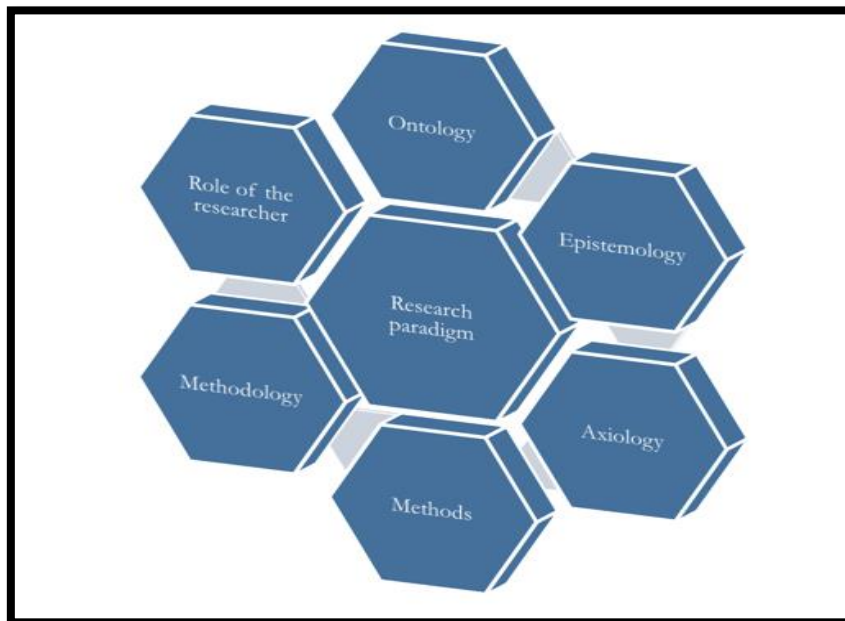 Ontology
Role of the
researcher
Epistemology
Research
paradigm
Methodology
Axiology
Methods